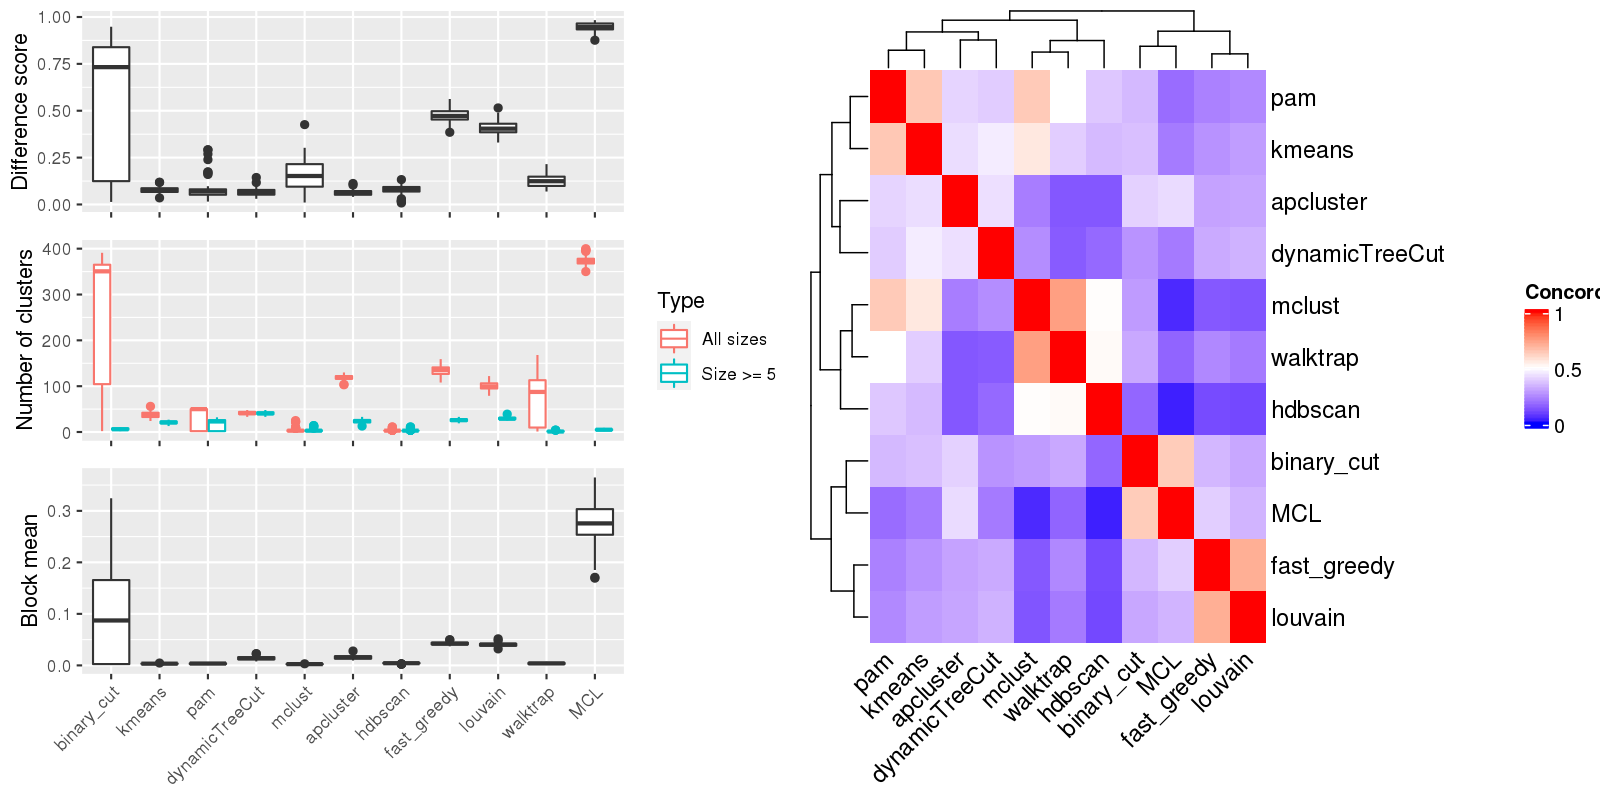 Difference score
1.00
0.75
0.50
0.25
0.00
Number of clusters
400
300
200
100
0
Block mean
0.3
0.2
0.1
0.0
binary_cut
kmeans
pam
dynamicTreeCut
mclust
apcluster
hdbscan
fast_greedy
louvain
walktrap
MCL
Type
All sizes
Size >= 5
pam
kmeans
apcluster
dynamicTreeCut
mclust
walktrap
hdbscan
binary_cut
MCL
fast_greedy
louvain
pam
kmeans
apcluster
dynamicTreeCut
mclust
walktrap
hdbscan
binary_cut
MCL
fast_greedy
louvain
Concord
1
0.5
0